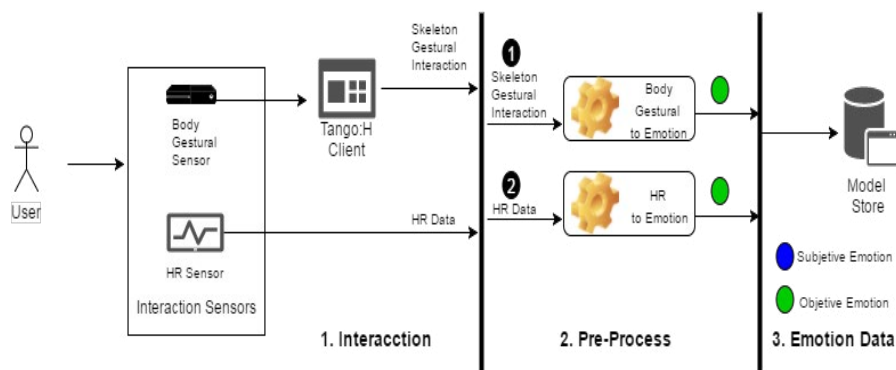 User
Body
Gestural
Sensor
HR Sensor
Interaction Sensors
Tango:H
Client
Skeleton
Gestural
Interaction
HR Data
1. Interacction
1
Skeleton
Gestural
Interaction
Body
Gestural
to Emotion
2
HR Data
HR
to Emotion
2. Pre-Process
Model
Store
Subjetive Emotion
Objetive Emotion
3. Emotion Data